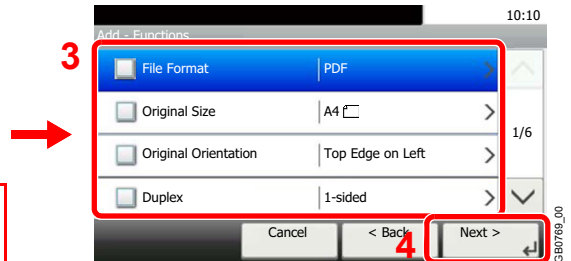 10:10
Add - Functions
3
File Format PDF
Original Size A4
1/6
Original Orientation Top Edge on Left
Duplex 1-sided
Cancel < Back 4 Next >
GB0769_00